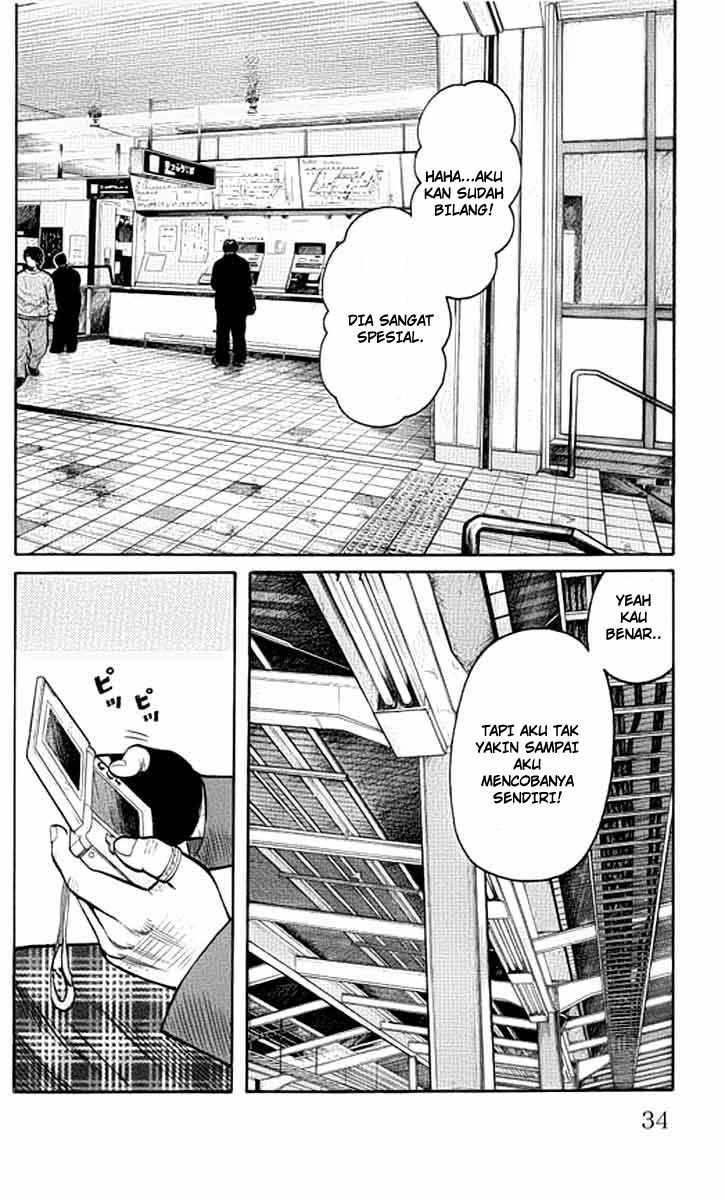 HAHA...AKU
KAN SUDAH
BILANG!
DIA SANGAT
SPESIAL.
YEAH
KAU
BENAR..
TAPI AKU TAK
YAKIN SAMPAI
AKU
MENCOBANYA
SENDIRI!
ピッ
ピッ
34